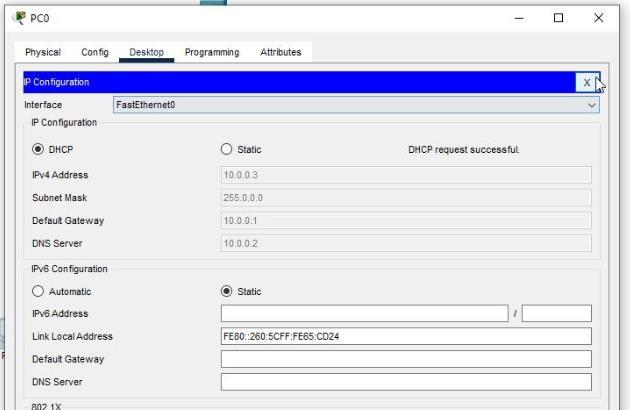 PC0
Physical Config Desktop Programming Attributes
IP Configuration X
Interface FastEthernet0
IP Configuration
DHCP Static DHCP request successful.
IPv4 Address 10.0.0.3
Subnet Mask 255.0.0.0
Default Gateway 10.0.0.1
DNS Server 10.0.0.2
IPv6 Configuration
Automatic Static
IPv6 Address /
Link Local Address FE80::260:5CFF:FE65:CD24
Default Gateway
DNS Server
802.1X